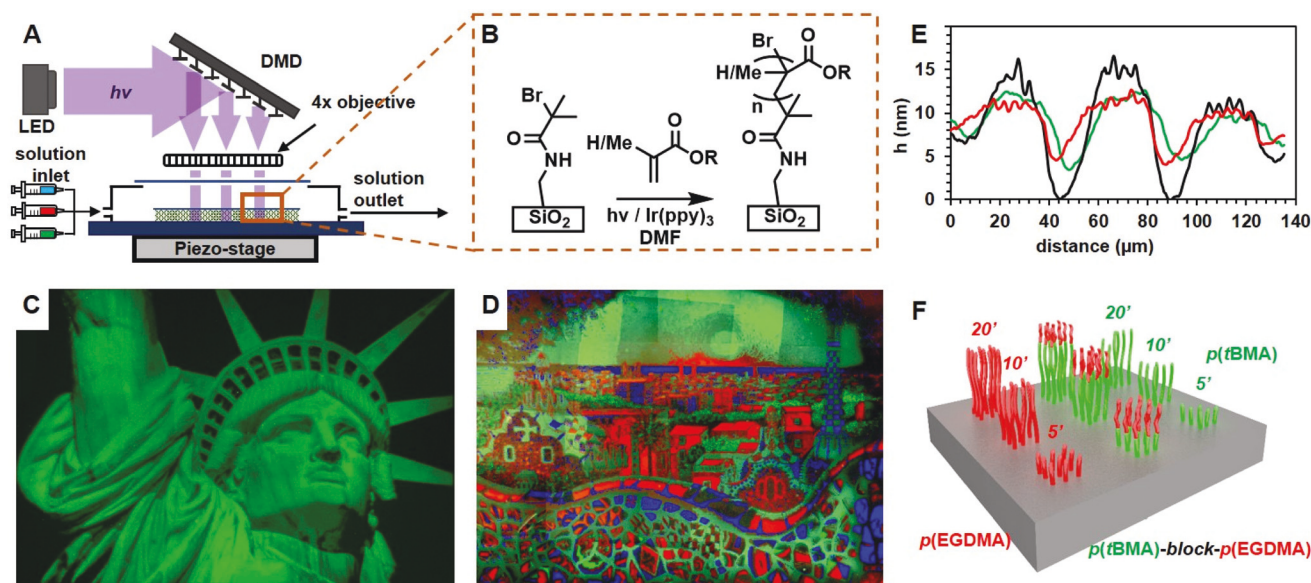 A
LED
hv
DMD
4x objective
solution
inlet
solution
outlet
Piezo-stage
B
Br
O
NH
SiO2
H/Me
O
OR
hv / Ir(ppy)3
DMF
Br
O
H/Me
OR
n
O
NH
SiO2
E
h (nm)
15
10
5
0
0 20 40 60 80 100 120 140
distance (µm)
C
D
F
20’
10’
5’
20’
10’
5’
p(tBMA)
p(EGDMA)
p(tBMA)-block-p(EGDMA)